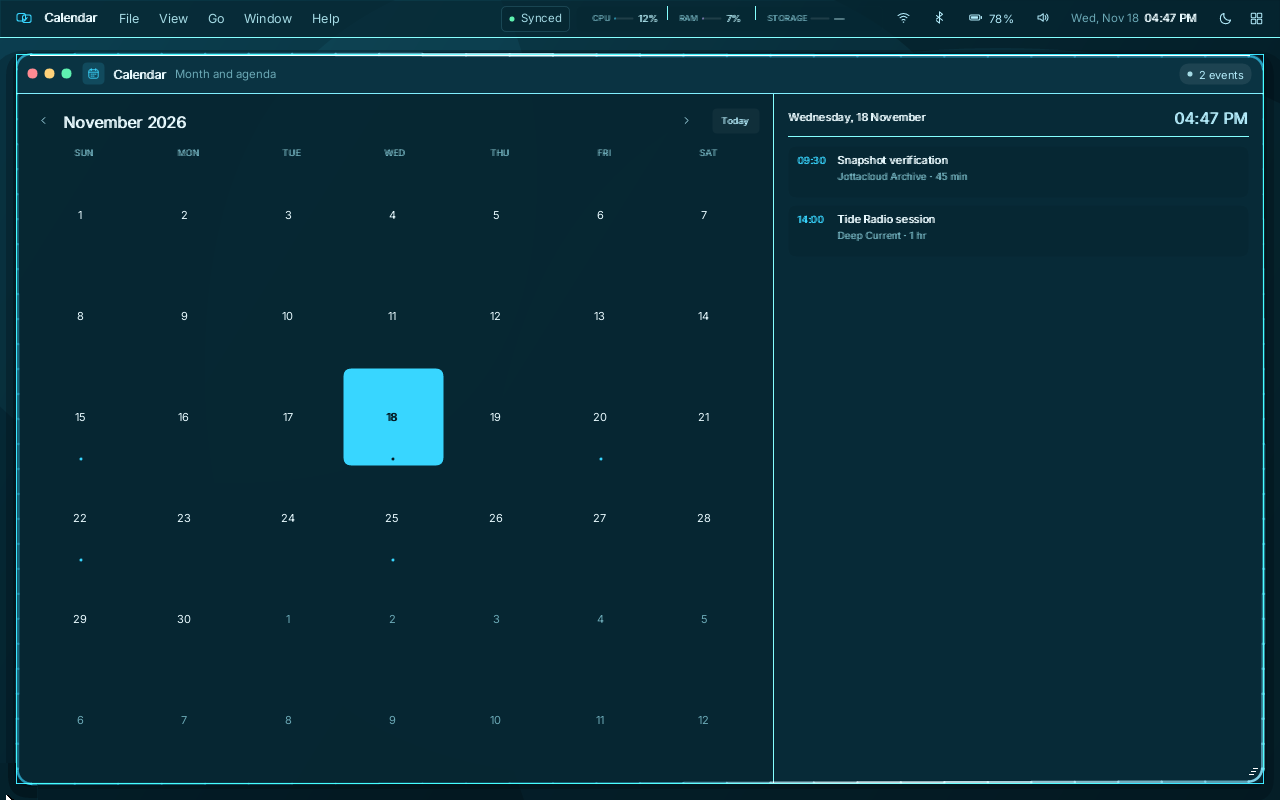 Calendar File View Go Window Help Synced CPU 12% RAM 7% STORAGE — 78% Wed, Nov 18 04:47 PM
Calendar Month and agenda 2 events
November 2026 Today
SUN MON TUE WED THU FRI SAT
1 2 3 4 5 6 7
8 9 10 11 12 13 14
15 16 17 18 19 20 21
22 23 24 25 26 27 28
29 30 1 2 3 4 5
6 7 8 9 10 11 12
Wednesday, 18 November 04:47 PM
09:30 Snapshot verification
Jottacloud Archive · 45 min
14:00 Tide Radio session
Deep Current · 1 hr